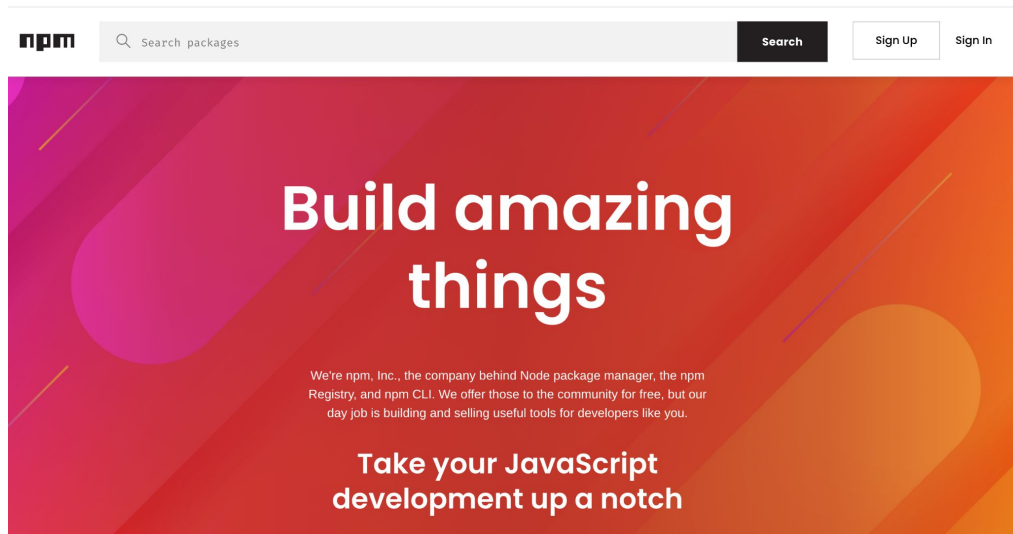 npm
Search packages
Search
Sign Up
Sign In
Build amazing
things
We're npm, Inc., the company behind Node package manager, the npm
Registry, and npm CLI. We offer those to the community for free, but our
day job is building and selling useful tools for developers like you.
Take your JavaScript
development up a notch